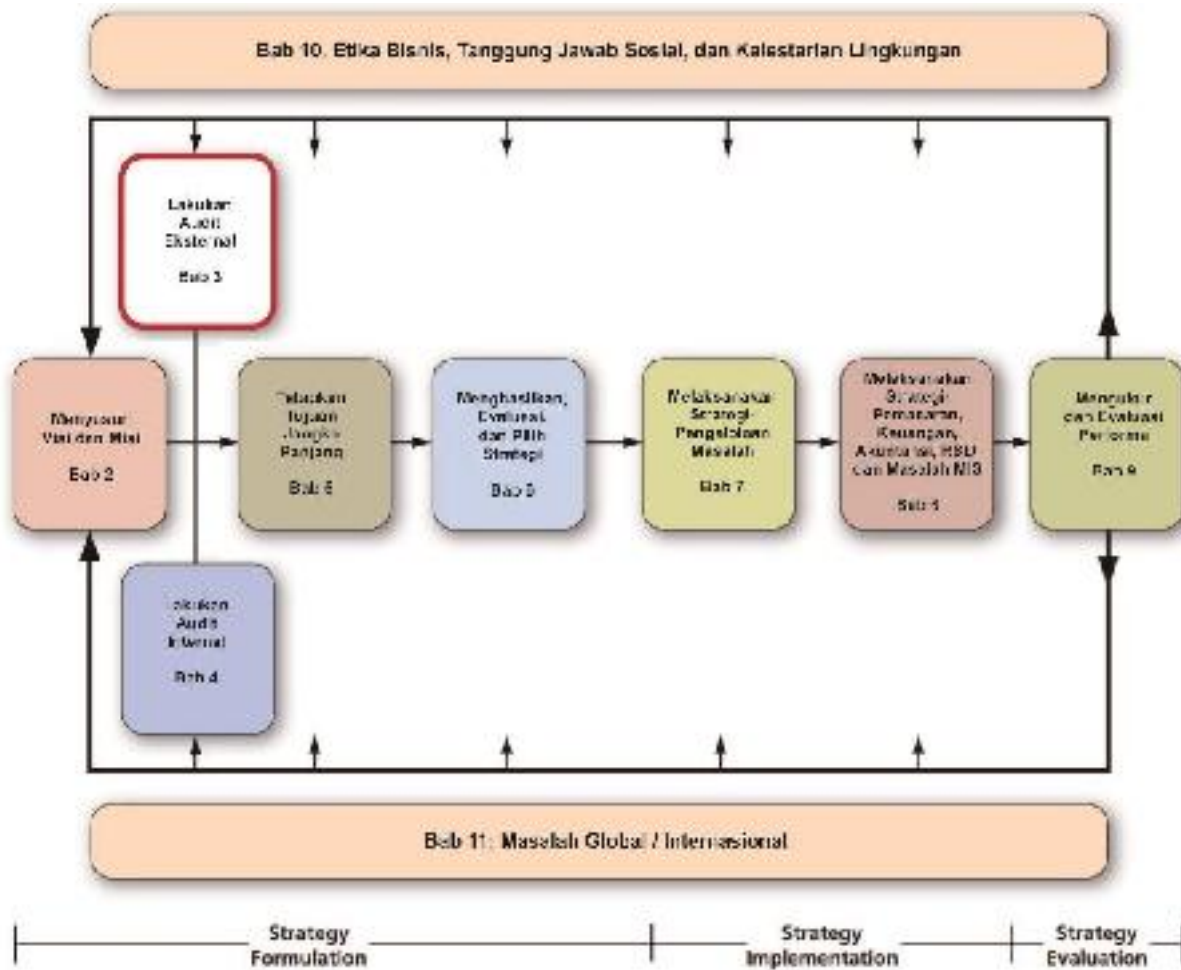 Bab 10. Etika Bisnis, Tanggung Jawab Sosial, dan Kelestarian Lingkungan
Lakukan
Audit
Eksternal
Bab 3
Menyusun
Visi dan Misi
Bab 2
Tetapkan
Tujuan
Jangka
Panjang
Bab 5
Menghasilkan,
Evaluasi,
dan Pilih
Strategi
Bab
Melaksanakan
Strategi-
Pengelolaan
Masalah
Bab 7
Melaksanakan
Strategi-
Pemasaran,
Keuangan,
Akuntansi,
dan Masalah MIS
Bab
Mengukur
dan Evaluasi
Performa
Bab 9
Lakukan
Audit
Internal
Bab 4
Bab 11: Masalah Global / Internasional
Strategy
Formulation
Strategy
Implementation
Strategy
Evaluation